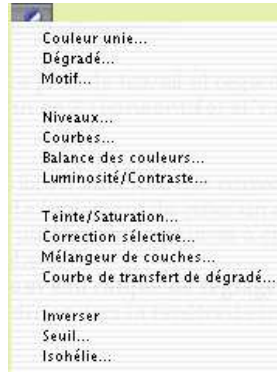 Couleur unie...
Dégradé...
Motif...
Niveaux...
Courbes...
Balance des couleurs...
Luminosité/Contraste...
Teinte/Saturation...
Correction sélective...
Mélangeur de couches...
Courbe de transfert de dégradé...
Inverser
Seuil...
Isohélie...